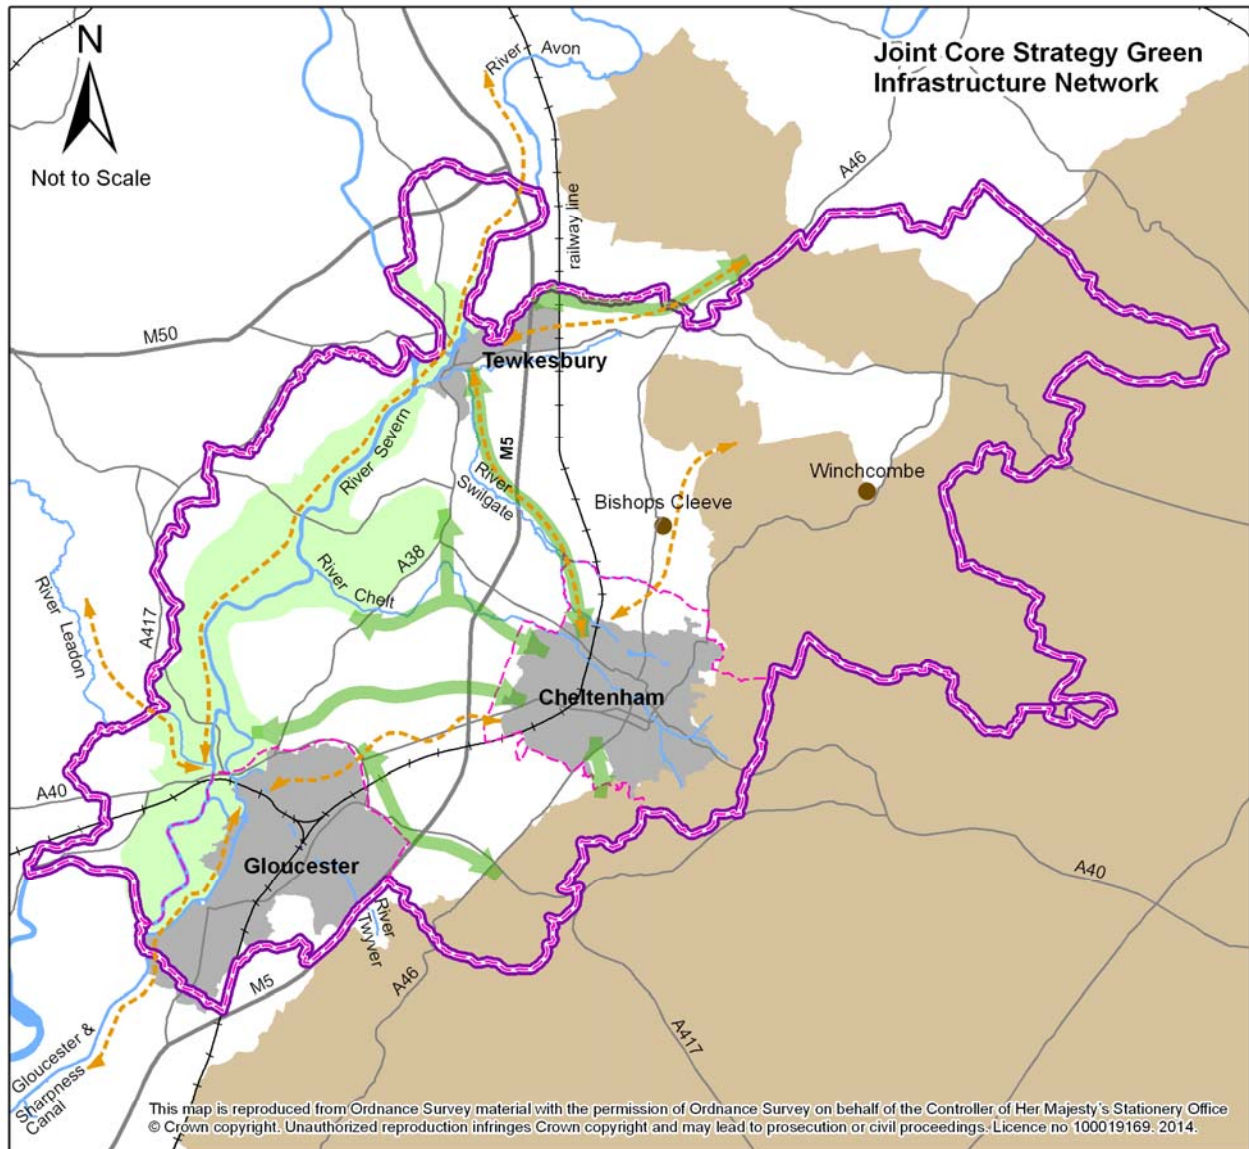 Joint Core Strategy Green
Infrastructure Network
N
Not to Scale
River Avon
A46
railway line
M50
Tewkesbury
River Severn
M5
River
Swilgate
Winchcombe
Bishops Cleeve
A38
River Chelt
River Leadon
A417
Cheltenham
A40
Gloucester
River
Twyver
A40
A46
M5
A417
Gloucester &
Sharpness
Canal
This map is reproduced from Ordnance Survey material with the permission of Ordnance Survey on behalf of the Controller of Her Majesty's Stationery Office
© Crown copyright. Unauthorized reproduction infringes Crown copyright and may lead to prosecution or civil proceedings. Licence no 100019169. 2014.